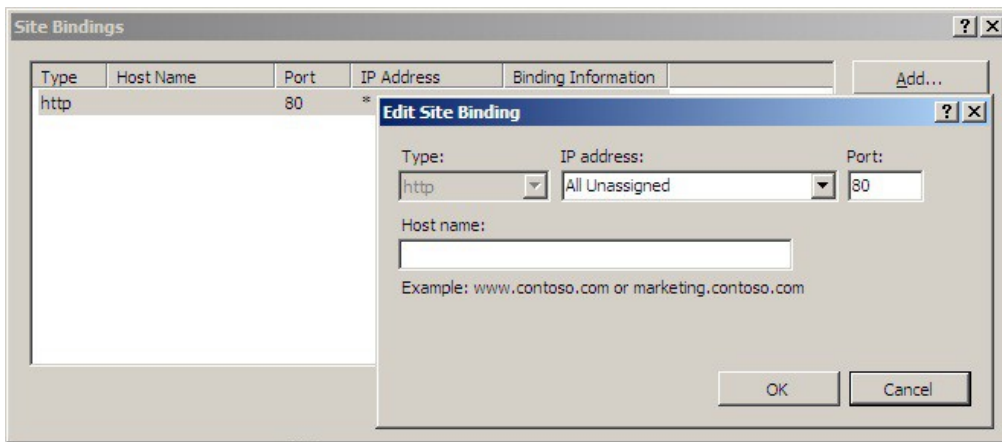 Site Bindings
Type Host Name Port IP Address Binding Information
Add...
http 80 *
Edit Site Binding
Type: IP address: Port:
http All Unassigned 80
Host name:
Example: www.contoso.com or marketing.contoso.com
OK Cancel